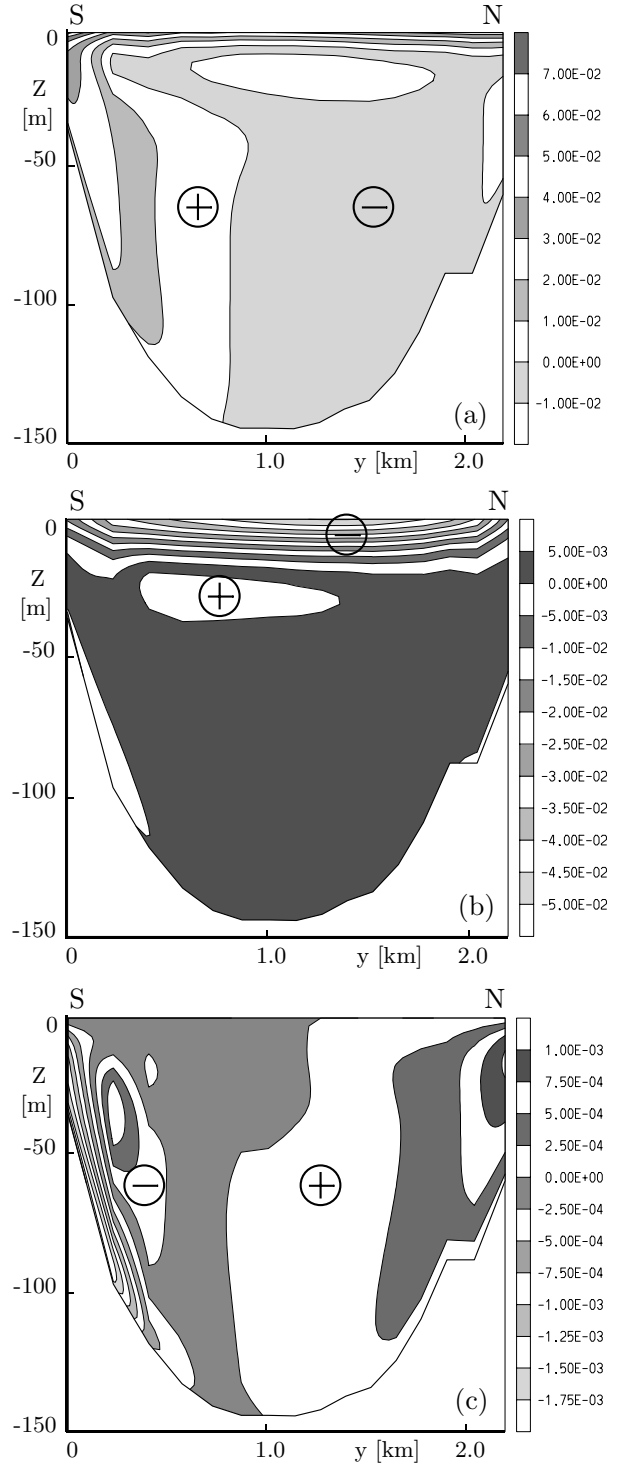 S N
0
Z
[m]
-50
-100
-150
0 1.0 y [km] 2.0
(a)
+ −
7.00E-02
6.00E-02
5.00E-02
4.00E-02
3.00E-02
2.00E-02
1.00E-02
0.00E+00
-1.00E-02
S N
0
Z
[m]
-50
-100
-150
0 1.0 y [km] 2.0
(b)
−
+
5.00E-03
0.00E+00
-5.00E-03
-1.00E-02
-1.50E-02
-2.00E-02
-2.50E-02
-3.00E-02
-3.50E-02
-4.00E-02
-4.50E-02
-5.00E-02
S N
0
Z
[m]
-50
-100
-150
0 1.0 y [km] 2.0
(c)
− +
1.00E-03
7.50E-04
5.00E-04
2.50E-04
0.00E+00
-2.50E-04
-5.00E-04
-7.50E-04
-1.00E-03
-1.25E-03
-1.50E-03
-1.75E-03